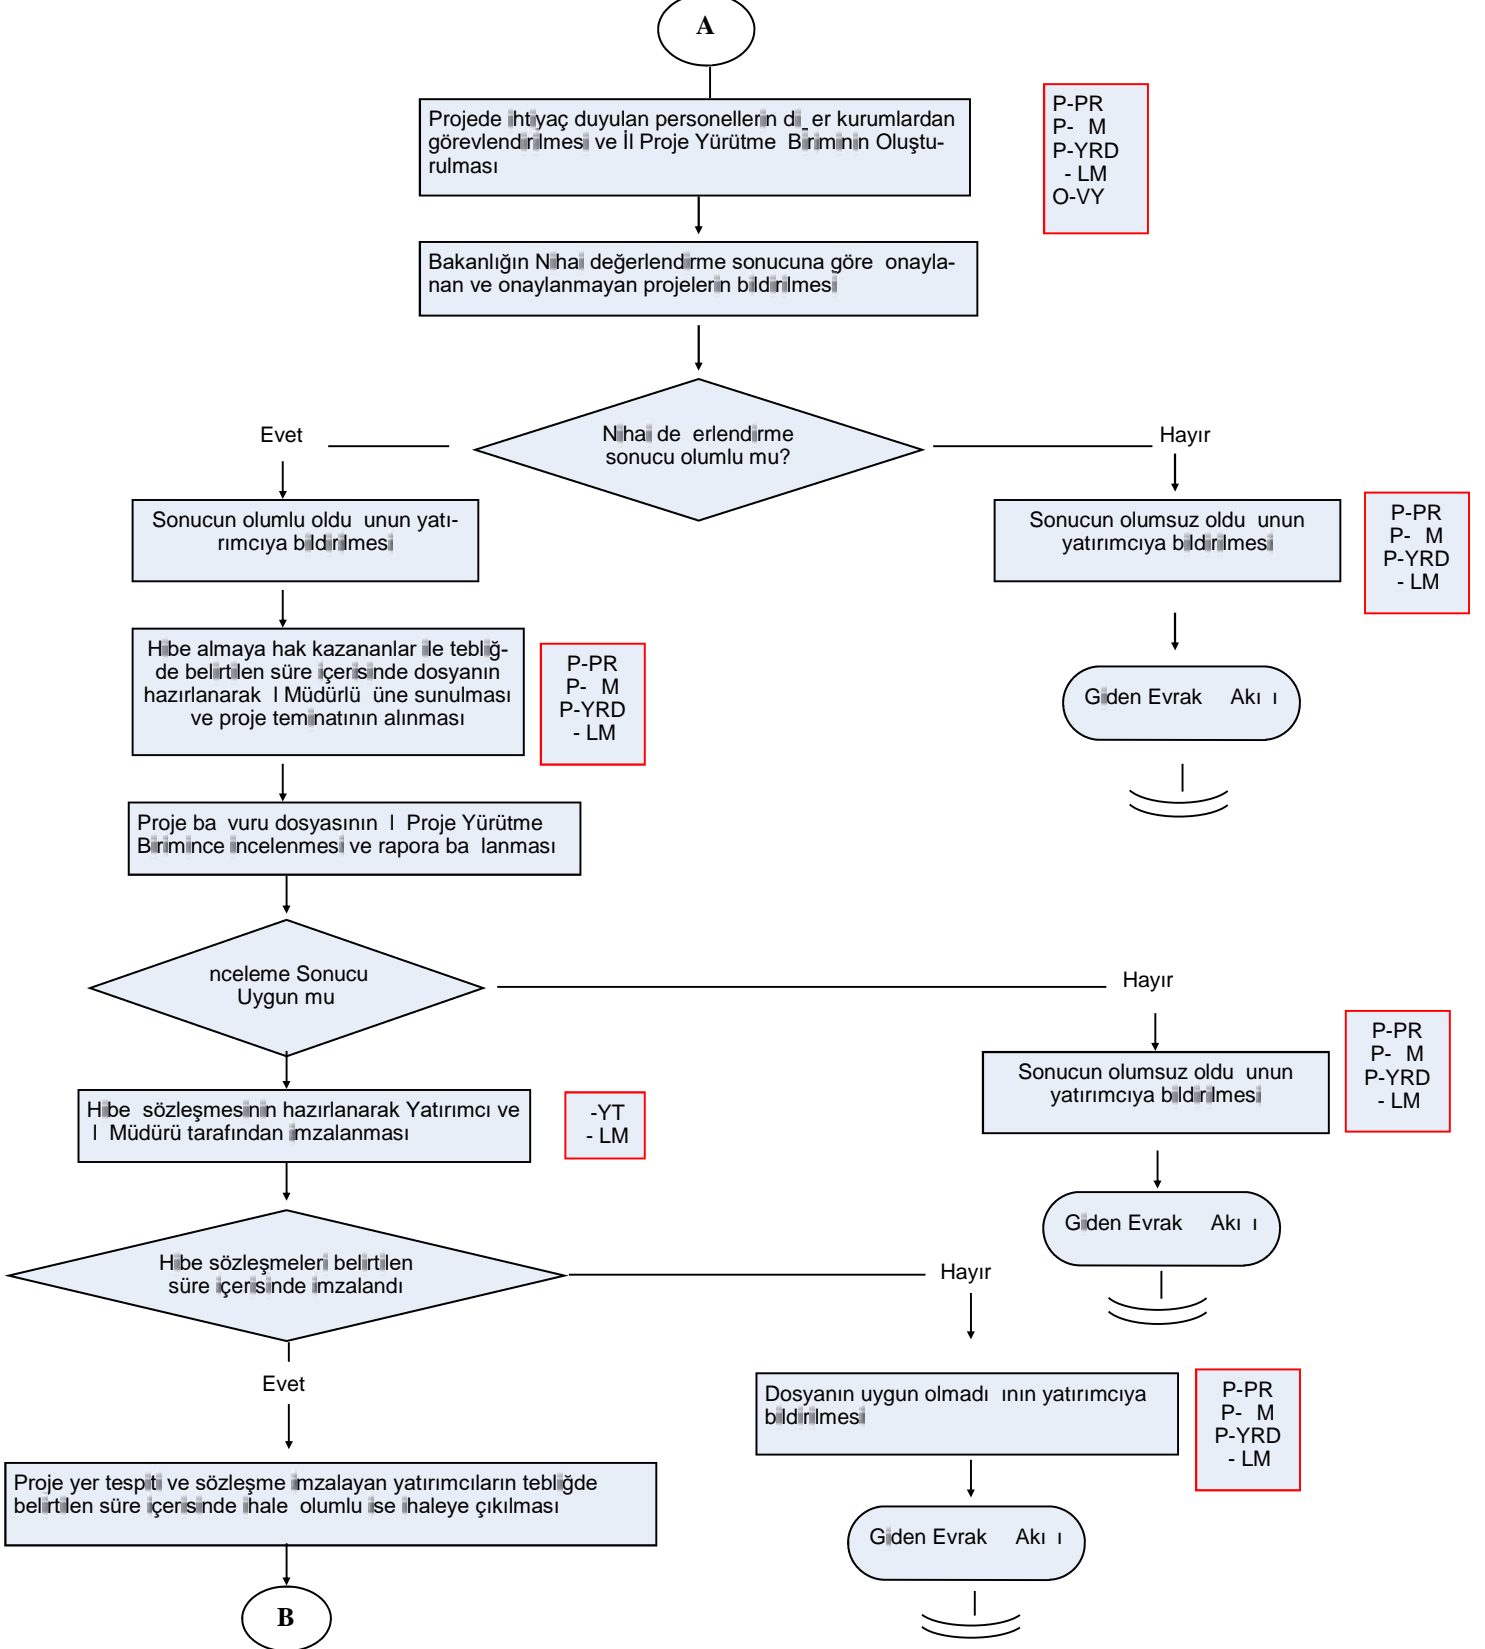 A
Projede ihtiyaç duyulan personellerin di_ er kurumlardan
görevlendirilmesi ve İl Proje Yürütme Biriminin Oluştu-
rulması
P-PR
P- M
P-YRD
- LM
O-VY
Bakanlığın Nihai değerlendirme sonucuna göre onayla-
nan ve onaylanmayan projelerin bildirilmesi
Nihai de erlendirme
sonucu olumlu mu?
Evet
Hayır
Sonucun olumlu oldu unun yatı-
rımcıya bildirilmesi
Sonucun olumsuz oldu unun
yatırımcıya bildirilmesi
P-PR
P- M
P-YRD
- LM
Hibe almaya hak kazananlar ile tebliğ-
de belirtilen süre içerisinde dosyanın
hazırlanarak l Müdürlü üne sunulması
ve proje teminatının alınması
P-PR
P- M
P-YRD
- LM
Giden Evrak Akı ı
Proje ba vuru dosyasının l Proje Yürütme
Birimince incelenmesi ve rapora ba lanması
nceleme Sonucu
Uygun mu
Hayır
Sonucun olumsuz oldu unun
yatırımcıya bildirilmesi
P-PR
P- M
P-YRD
- LM
Hibe sözleşmesinin hazırlanarak Yatırımcı ve
l Müdürü tarafından imzalanması
-YT
- LM
Giden Evrak Akı ı
Hibe sözleşmeleri belirtilen
süre içerisinde imzalandı
Hayır
Evet
Dosyanın uygun olmadı ının yatırımcıya
bildirilmesi
P-PR
P- M
P-YRD
- LM
Proje yer tespiti ve sözleşme imzalayan yatırımcıların tebliğde
belirtilen süre içerisinde ihale olumlu ise ihaleye çıkılması
Giden Evrak Akı ı
B